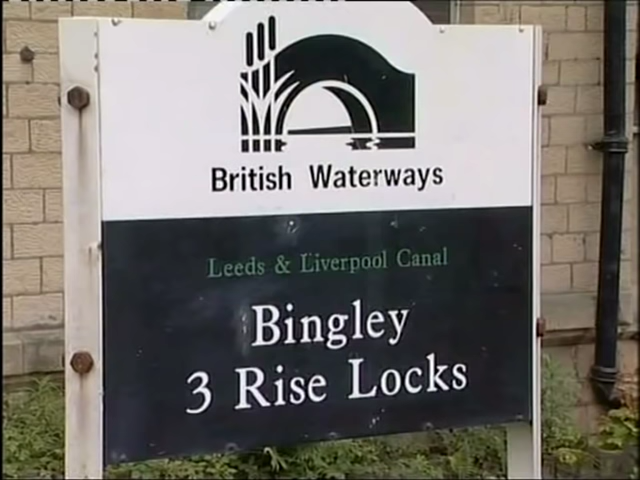 British Waterways
Leeds & Liverpool Canal
Bingley
3 Rise Locks